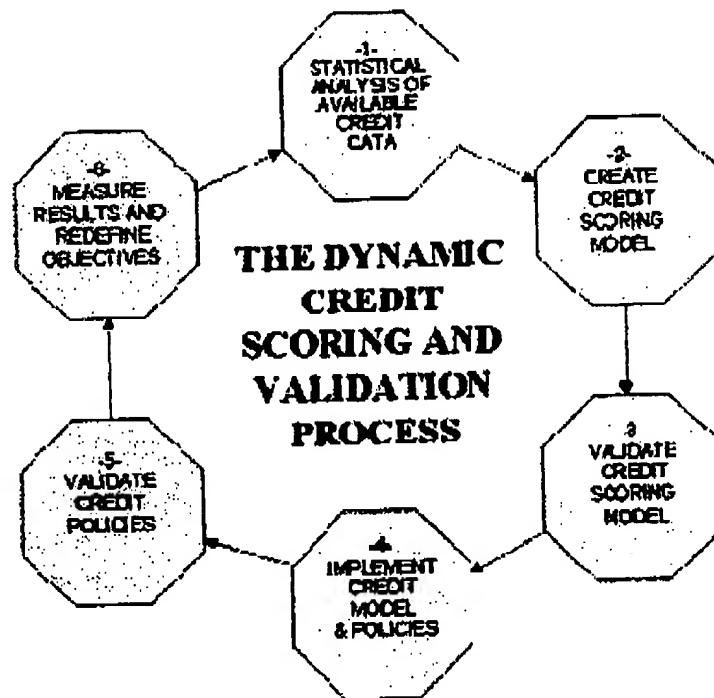 -1-
STATISTICAL
ANALYSIS OF
AVAILABLE
CREDIT
CATA
-2-
CREATE
CREDIT
SCORING
MODEL
3
VALIDATE
CREDIT
SCORING
MODEL
-4-
IMPLEMENT
CREDIT
MODEL
& POLICIES
-5-
VALIDATE
CREDIT
POLICIES
-6-
MEASURE
RESULTS AND
REDEFINE
OBJECTIVES
THE DYNAMIC
CREDIT
SCORING AND
VALIDATION
PROCESS